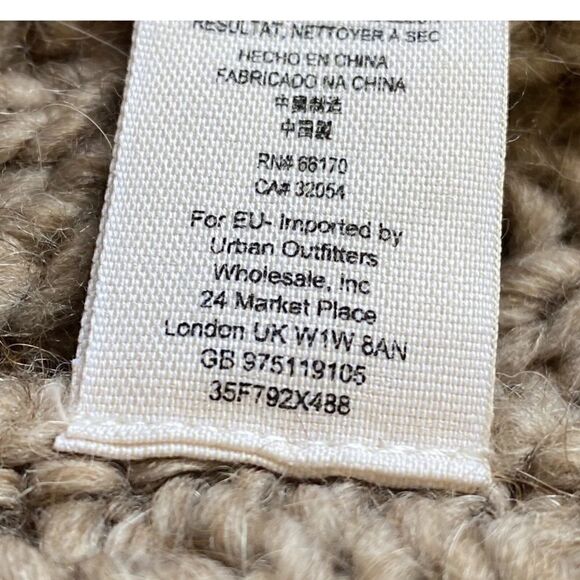 RESULTAT, NETTOYER À SEC
HECHO EN CHINA
FABRICADO NA CHINA
中國制造
中国製
RN# 66170
CA# 32054
For EU- Imported by
Urban Outfitters
Wholesale, Inc
24 Market Place
London UK W1W 8AN
GB 975119105
35F792X488